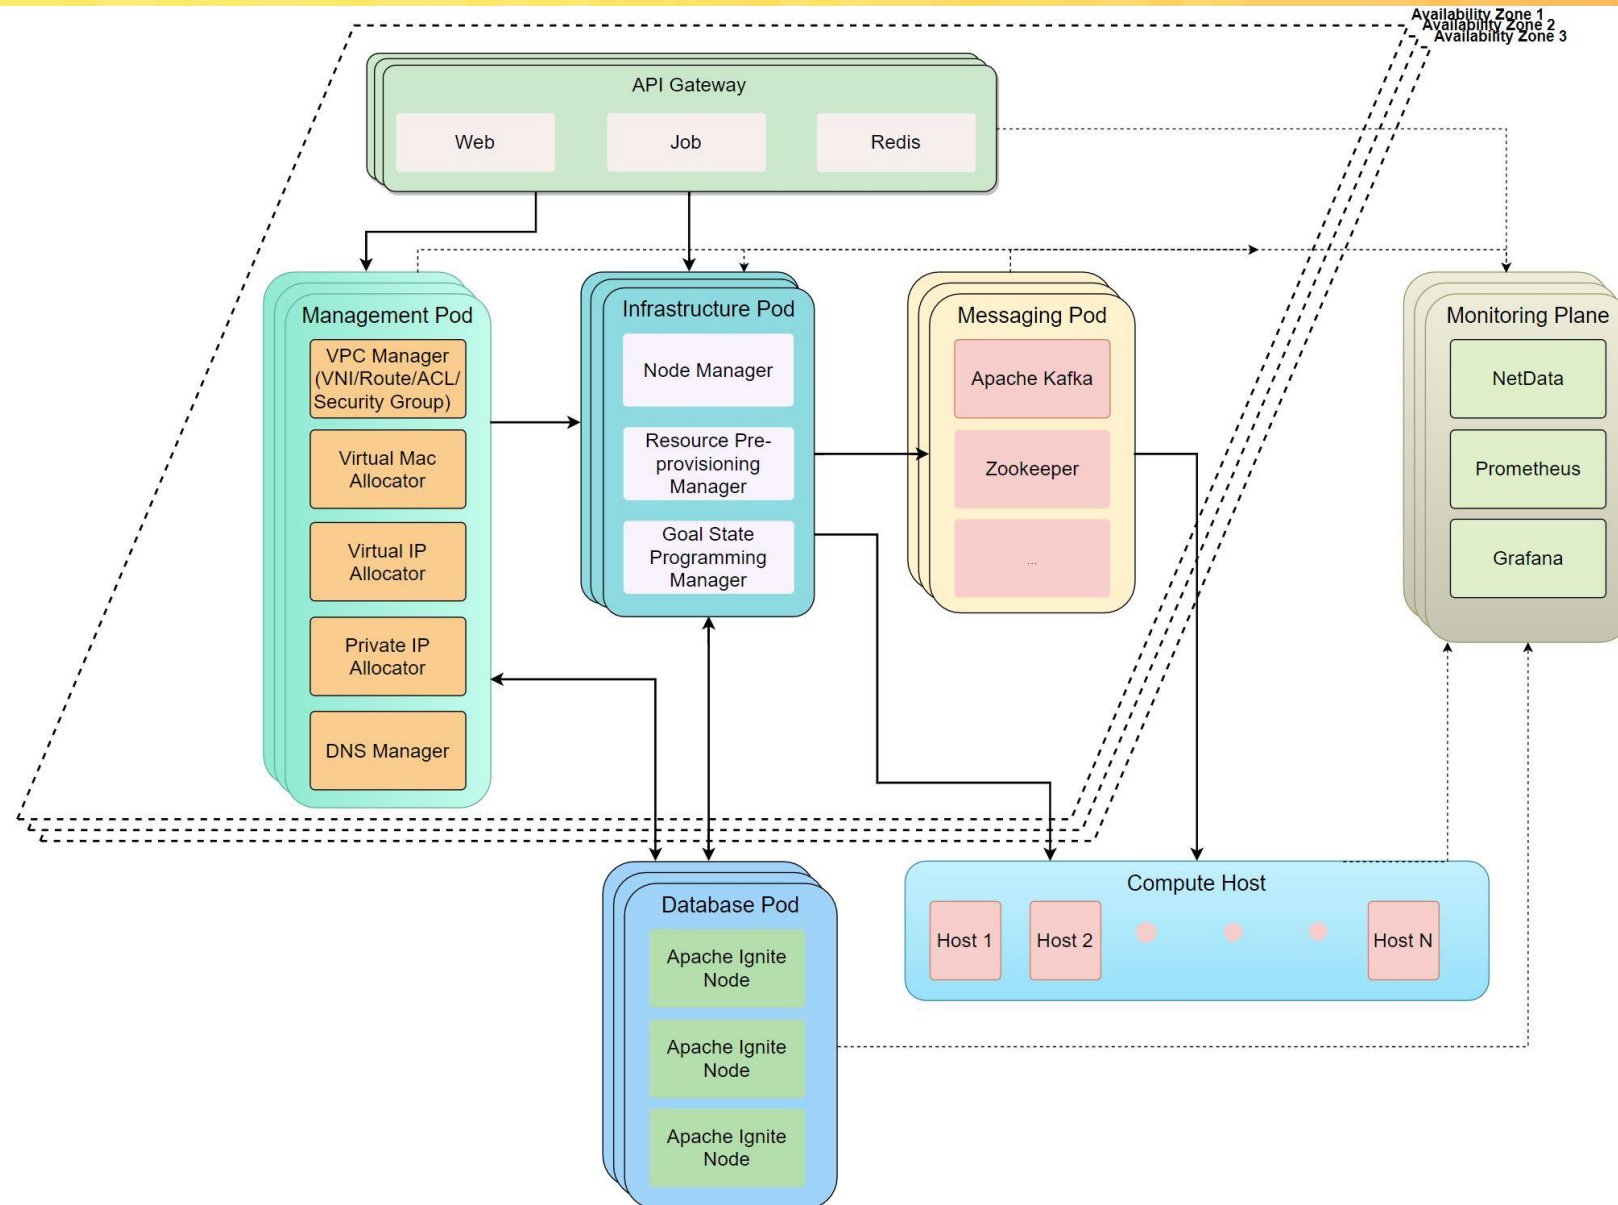 Availability Zone 1
Availability Zone 2
Availability Zone 3
API Gateway
Web
Job
Redis
Management Pod
VPC Manager
(VNI/Route/ACL/
Security Group)
Virtual Mac
Allocator
Virtual IP
Allocator
Private IP
Allocator
DNS Manager
Infrastructure Pod
Node Manager
Resource Pre-
provisioning
Manager
Goal State
Programming
Manager
Messaging Pod
Apache Kafka
Zookeeper
...
Monitoring Plane
NetData
Prometheus
Grafana
Database Pod
Apache Ignite
Node
Apache Ignite
Node
Apache Ignite
Node
Compute Host
Host 1
Host 2
Host N